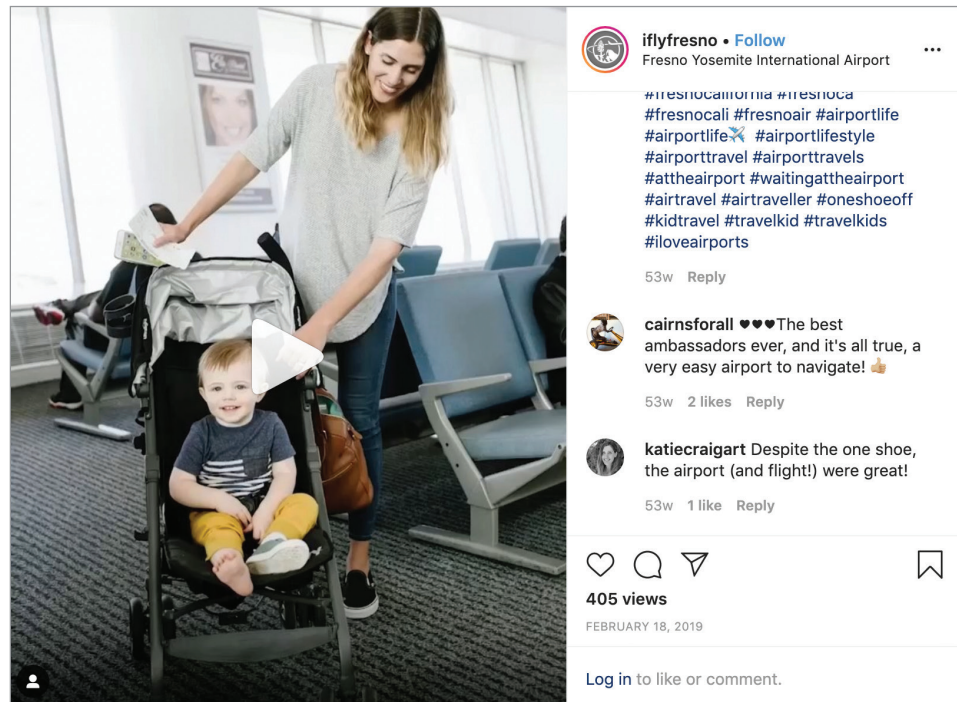 iflyfresno • Follow
Fresno Yosemite International Airport
#fresnocalifornia #fresnoca
#fresnocali #fresnoair #airportlife
#airportlife✈️ #airportlifestyle
#airporttravel #airporttravels
#attheairport #waitingattheairport
#airtravel #airtraveller #oneshoeoff
#kidtravel #travelkid #travelkids
#iloveairports
53w Reply
cairnsforall ♥♥♥The best
ambassadors ever, and it's all true, a
very easy airport to navigate! 👍🏼
53w 2 likes Reply
katiecraigart Despite the one shoe,
the airport (and flight!) were great!
53w 1 like Reply
405 views
FEBRUARY 18, 2019
Log in to like or comment.